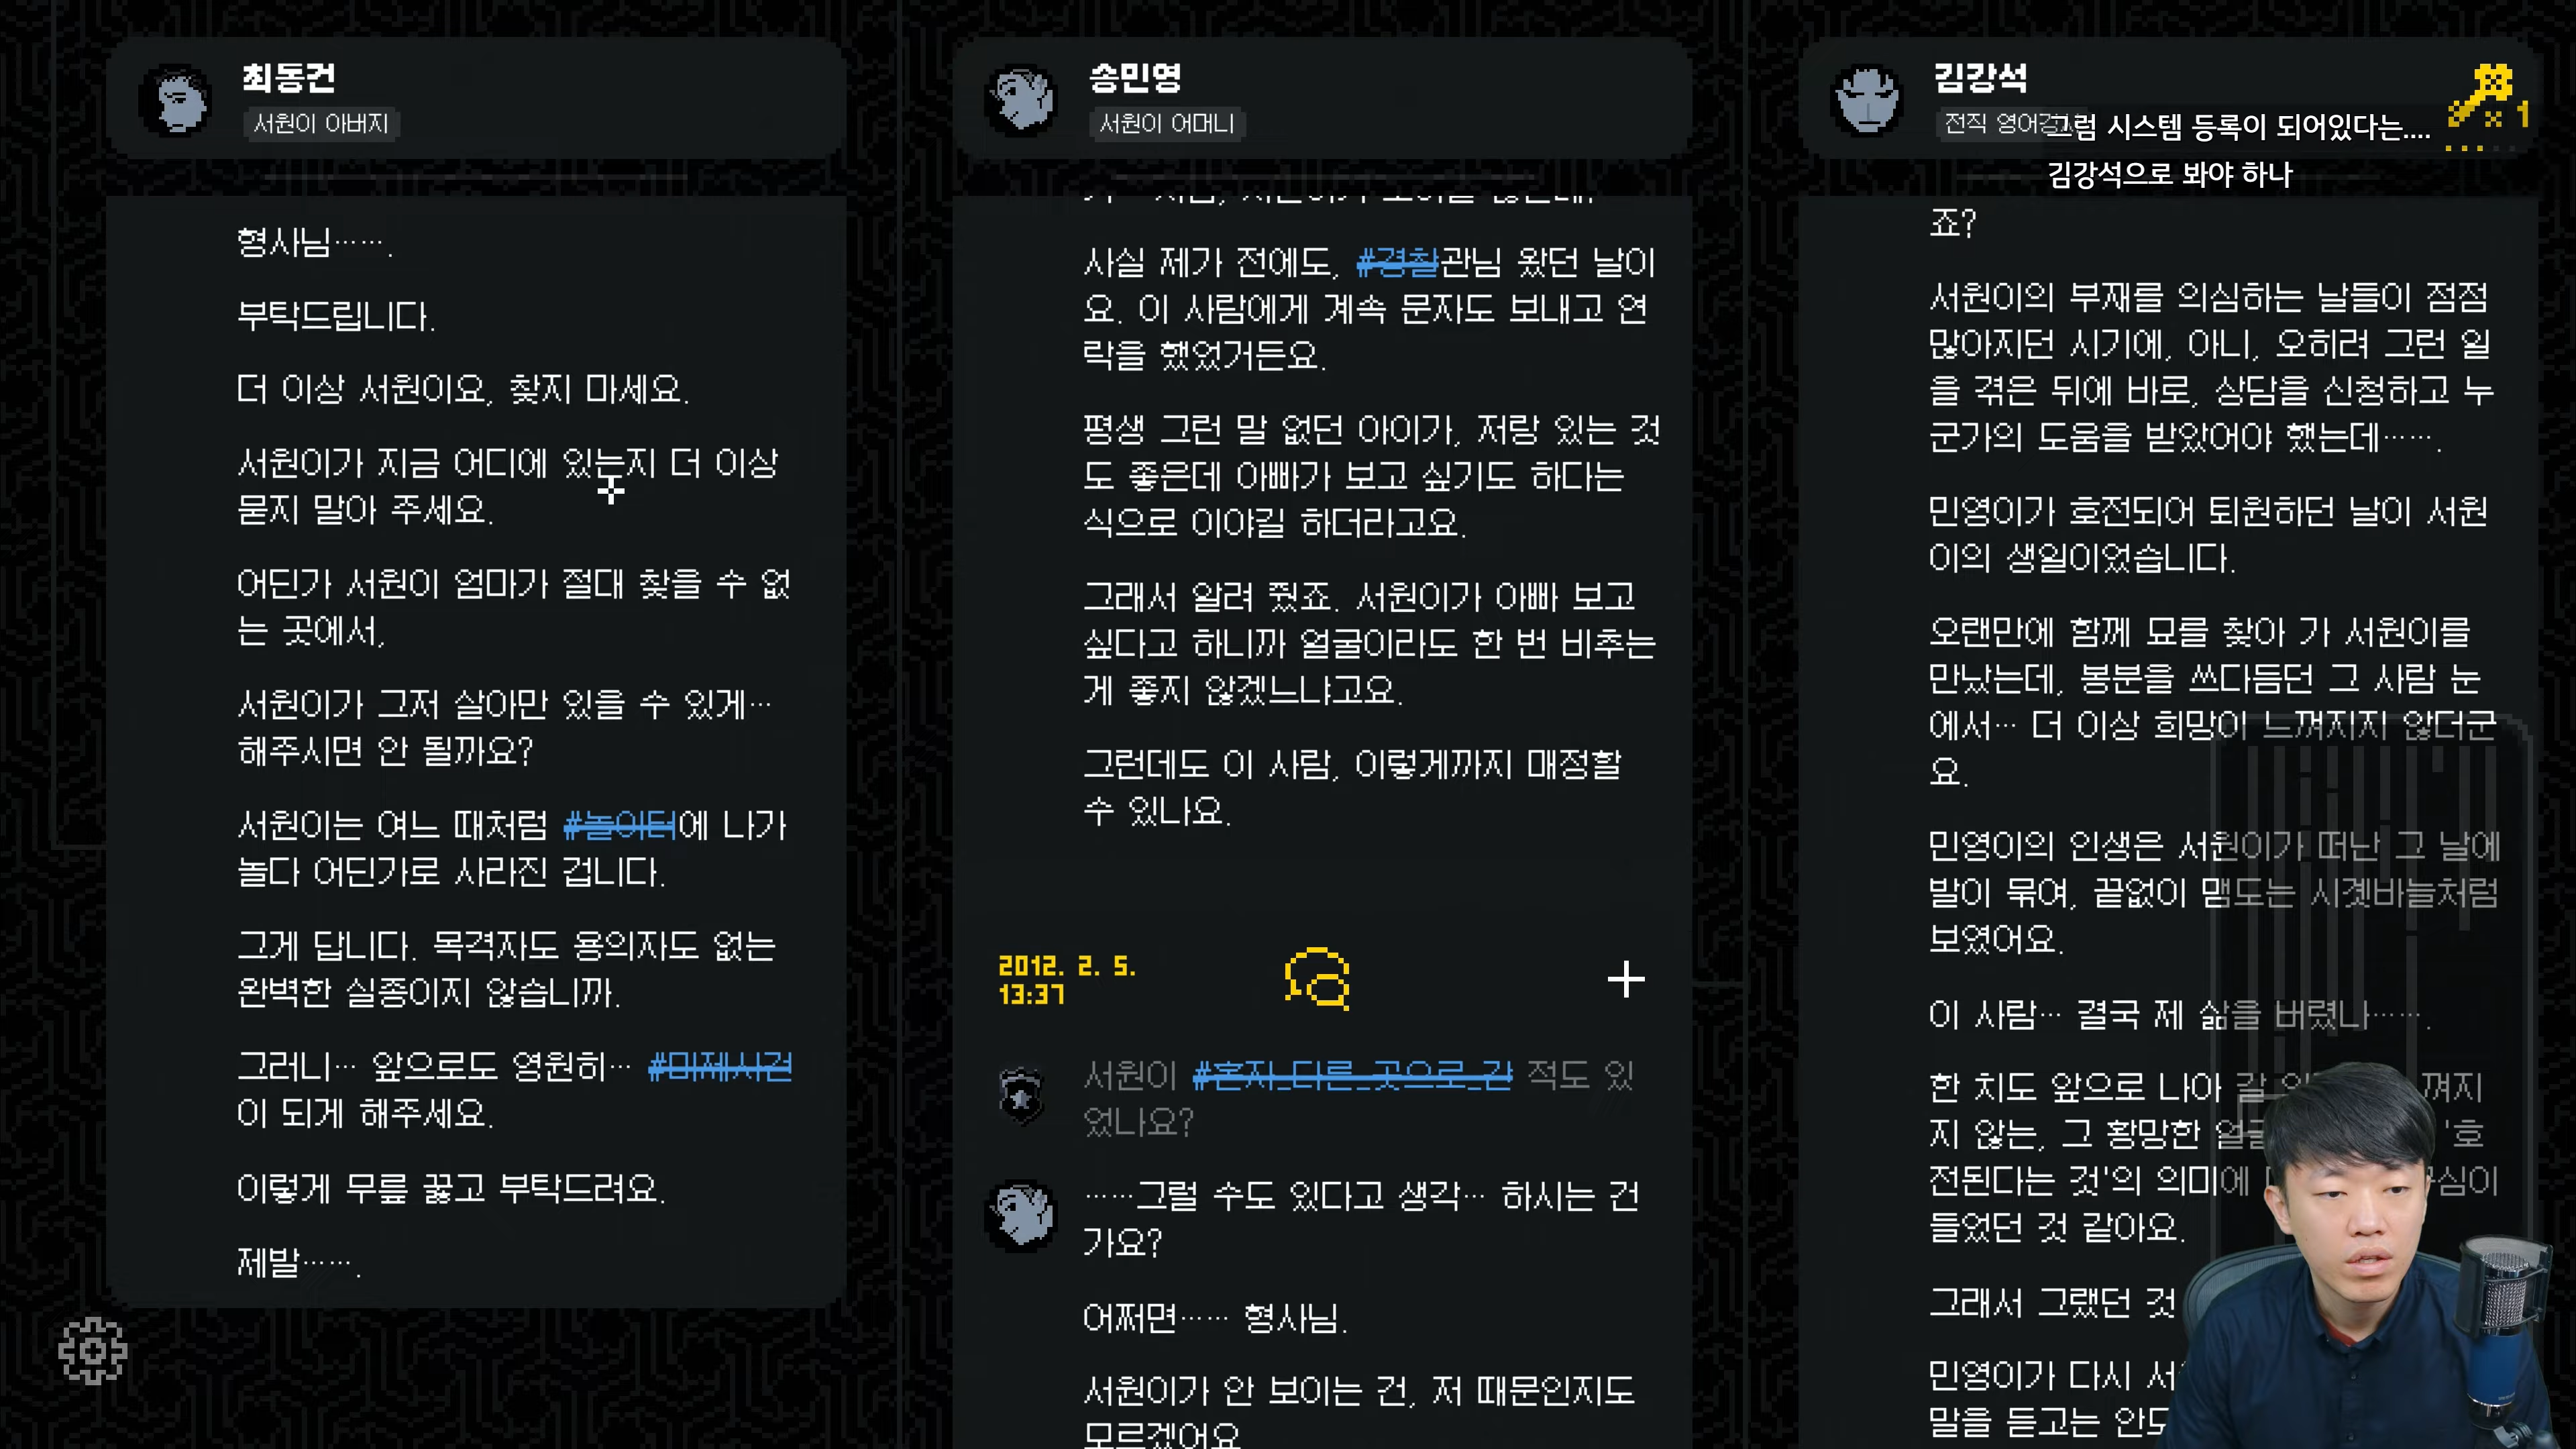 최동건
서원이 아버지
형사님…….
부탁드립니다.
더 이상 서원이요, 찾지 마세요.
서원이가 지금 어디에 있는지 더 이상
묻지 말아 주세요.
어딘가 서원이 엄마가 절대 찾을 수 없
는 곳에서,
서원이가 그저 살아만 있을 수 있게…
해주시면 안 될까요?
서원이는 여느 때처럼 #놀이터에 나가
놀다 어딘가로 사라진 겁니다.
그게 답니다. 목격자도 용의자도 없는
완벽한 실종이지 않습니까.
그러니… 앞으로도 영원히… #미제사건
이 되게 해주세요.
이렇게 무릎 꿇고 부탁드려요.
제발…….
송민영
서원이 어머니
사실 제가 전에도, #경찰관님 왔던 날이
요. 이 사람에게 계속 문자도 보내고 연
락을 했었거든요.
평생 그런 말 없던 아이가, 저랑 있는 것
도 좋은데 아빠가 보고 싶기도 하다는
식으로 이야길 하더라고요.
그래서 알려 줬죠. 서원이가 아빠 보고
싶다고 하니까 얼굴이라도 한 번 비추는
게 좋지 않겠느냐고요.
그런데도 이 사람, 이렇게까지 매정할
수 있나요.
2012. 2. 5.
13:37
서원이 #혼자_다른_곳으로_간 적도 있
었나요?
……그럴 수도 있다고 생각… 하시는 건
가요?
어쩌면…… 형사님.
서원이가 안 보이는 건, 저 때문인지도
모르겠어요
김강석
전직 영어강사
x 1
그럼 시스템 등록이 되어있다는....
김강석으로 봐야 하나
죠?
서원이의 부재를 의심하는 날들이 점점
많아지던 시기에, 아니, 오히려 그런 일
을 겪은 뒤에 바로, 상담을 신청하고 누
군가의 도움을 받았어야 했는데…….
민영이가 호전되어 퇴원하던 날이 서원
이의 생일이었습니다.
오랜만에 함께 묘를 찾아 가 서원이를
만났는데, 봉분을 쓰다듬던 그 사람 눈
에서… 더 이상 희망이 느껴지지 않더군
요.
민영이의 인생은 서원이가 떠난 그 날에
발이 묶여, 끝없이 맴도는 시곗바늘처럼
보였어요.
이 사람… 결국 제 삶을 버렸나…….
한 치도 앞으로 나아 갈 껴지
지 않는, 그 황망한 '호
전된다는 것'의 의미에 심이
들었던 것 같아요.
그래서 그랬던 것
민영이가 다시
말을 듣고는